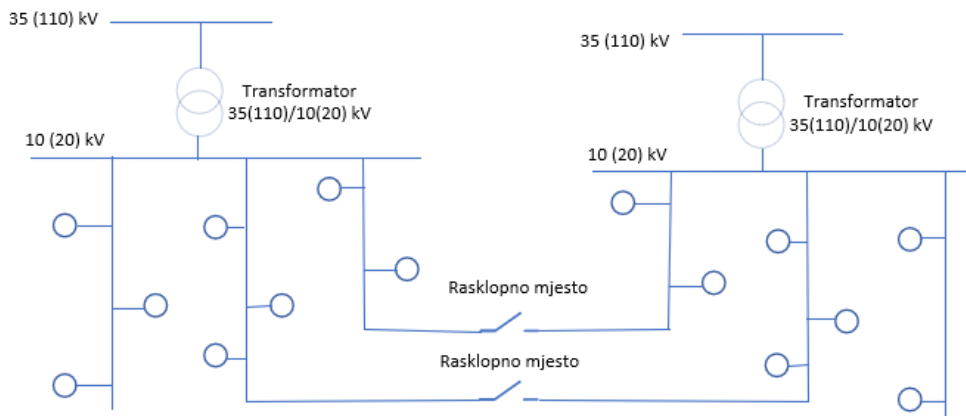 35 (110) kV
35 (110) kV
Transformator
35(110)/10(20) kV
Transformator
35(110)/10(20) kV
10 (20) kV
10 (20) kV
Rasklopno mjesto
Rasklopno mjesto